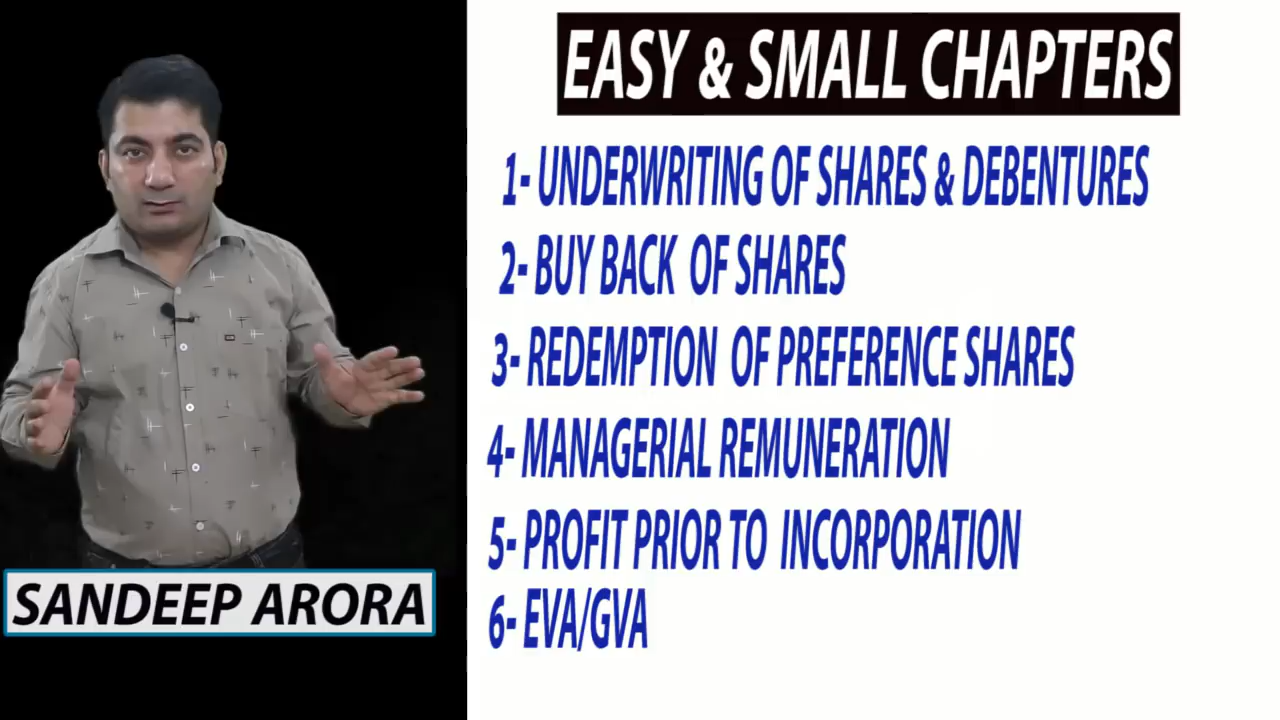 EASY & SMALL CHAPTERS
1- UNDERWRITING OF SHARES & DEBENTURES
2- BUY BACK OF SHARES
3- REDEMPTION OF PREFERENCE SHARES
4- MANAGERIAL REMUNERATION
5- PROFIT PRIOR TO INCORPORATION
6- EVA/GVA
SANDEEP ARORA